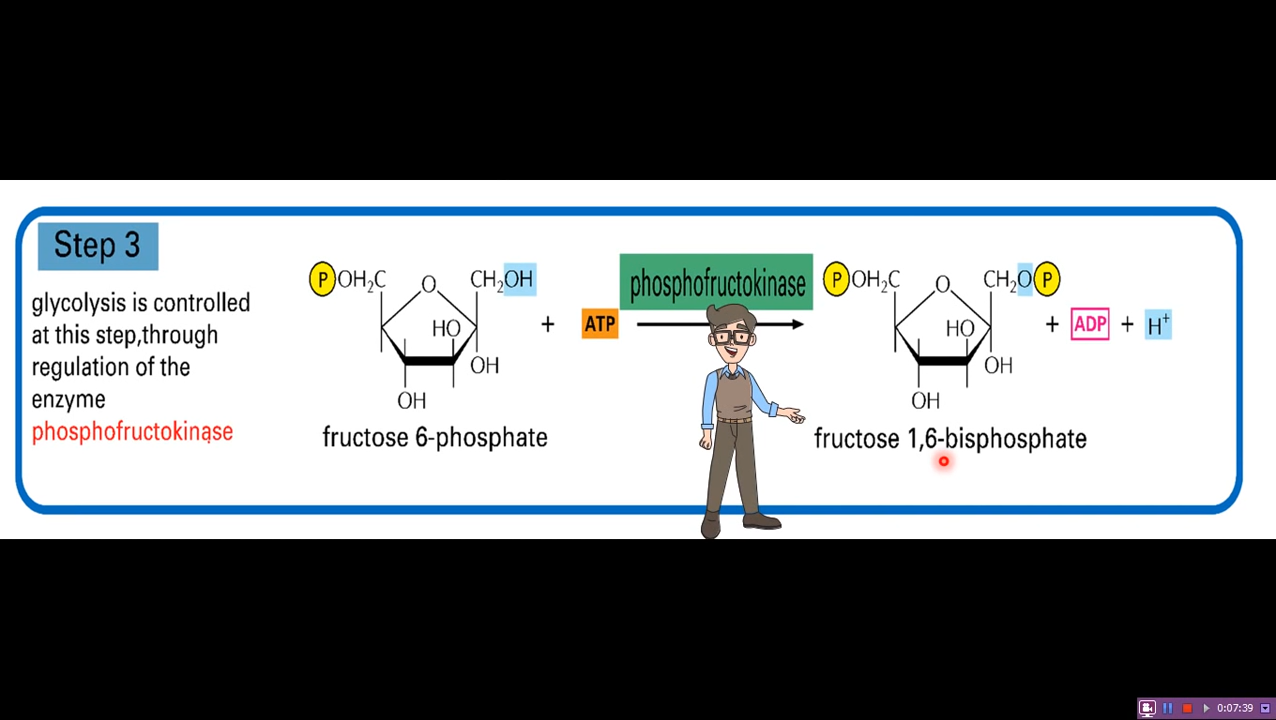 Step 3
glycolysis is controlled
at this step,through
regulation of the
enzyme
phosphofructokinase
P OH₂C O CH₂OH
HO
OH
OH
fructose 6-phosphate
+ ATP
phosphofructokinase
P OH₂C O CH₂O P
HO
OH
OH
fructose 1,6-bisphosphate
+ ADP + H⁺
0:07:39